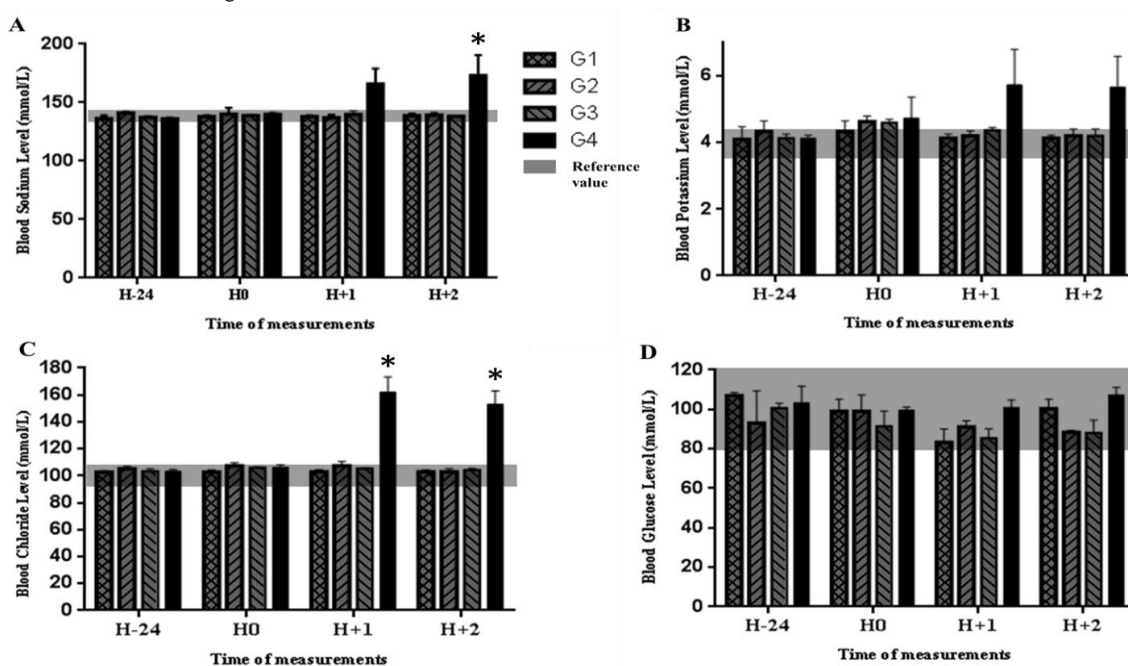 A
*
200
150
100
50
0
Blood Sodium Level (mmol/L)
H-24 H0 H+1 H+2
Time of measurements
G1
G2
G3
G4
Reference
value
B
6
4
2
0
Blood Potassium Level (mmol/L)
H-24 H0 H+1 H+2
Time of measurements
C
* *
180
160
140
120
100
80
60
40
20
0
Blood Chloride Level (mmol/L)
H-24 H0 H+1 H+2
Time of measurements
D
120
100
80
60
40
20
0
Blood Glucose Level (mmol/L)
H-24 H0 H+1 H+2
Time of measurements